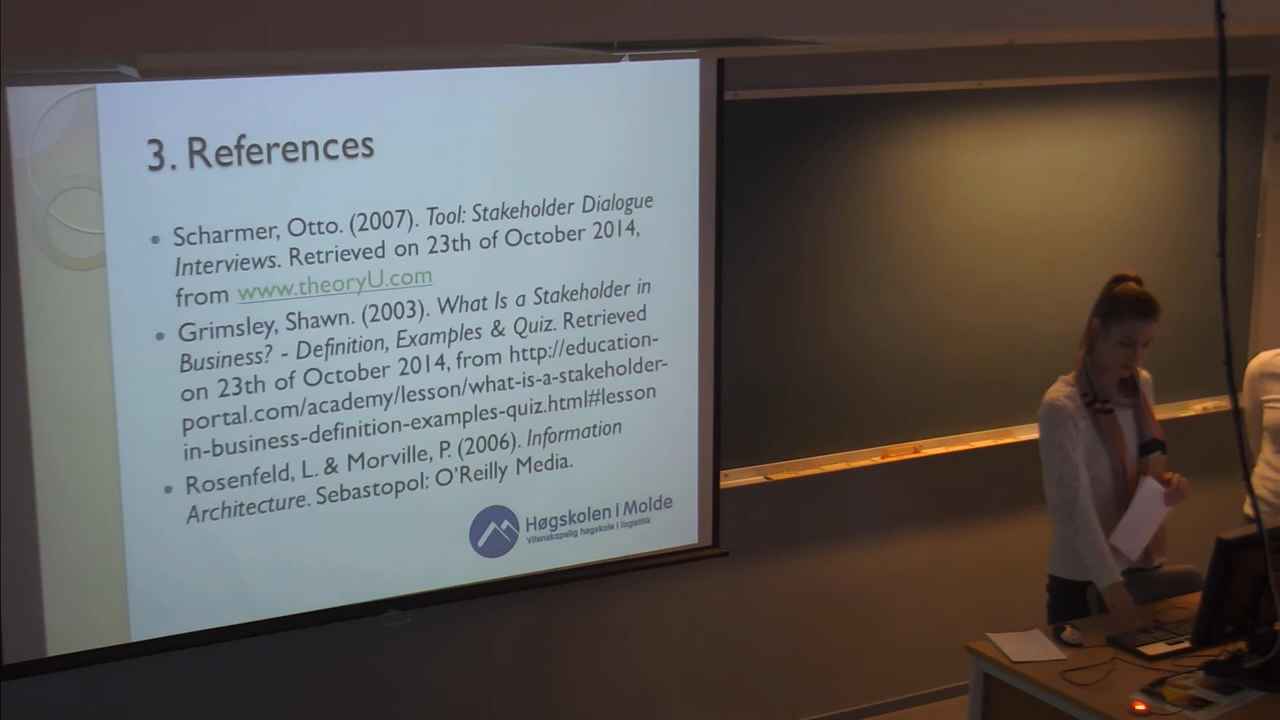 3. References
Scharmer, Otto. (2007). Tool: Stakeholder Dialogue
Interviews. Retrieved on 23th of October 2014,
from www.theoryU.com
Grimsley, Shawn. (2003). What Is a Stakeholder in
Business? - Definition, Examples & Quiz. Retrieved
on 23th of October 2014, from http://education-
portal.com/academy/lesson/what-is-a-stakeholder-
in-business-definition-examples-quiz.html#lesson
Rosenfeld, L. & Morville, P. (2006). Information
Architecture. Sebastopol: O'Reilly Media.
Høgskolen i Molde
Vitenskapelig høgskole i logistikk